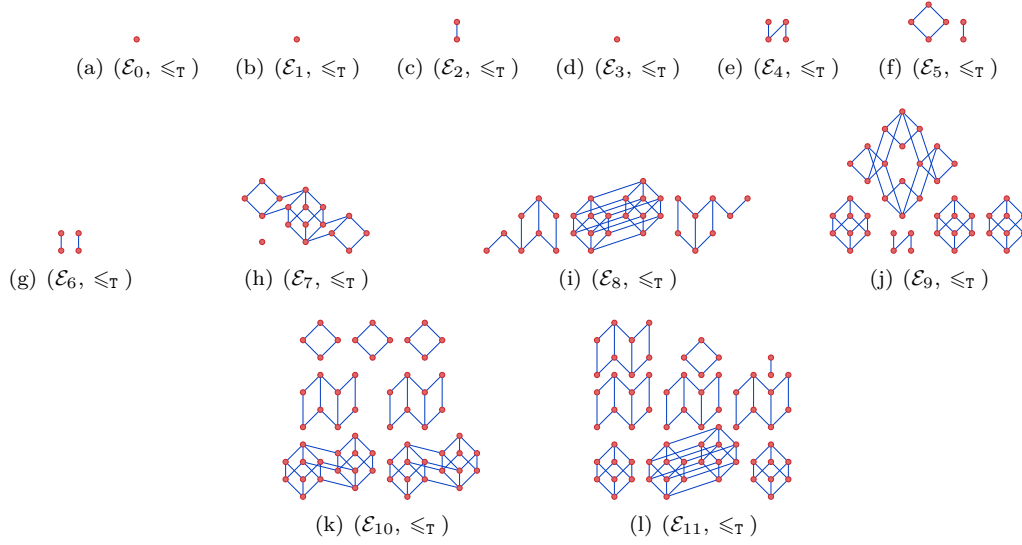 (a) (ℰ₀, ⩽ᴛ) (b) (ℰ₁, ⩽ᴛ) (c) (ℰ₂, ⩽ᴛ) (d) (ℰ₃, ⩽ᴛ) (e) (ℰ₄, ⩽ᴛ) (f) (ℰ₅, ⩽ᴛ)
(g) (ℰ₆, ⩽ᴛ) (h) (ℰ₇, ⩽ᴛ) (i) (ℰ₈, ⩽ᴛ) (j) (ℰ₉, ⩽ᴛ)
(k) (ℰ₁₀, ⩽ᴛ) (l) (ℰ₁₁, ⩽ᴛ)